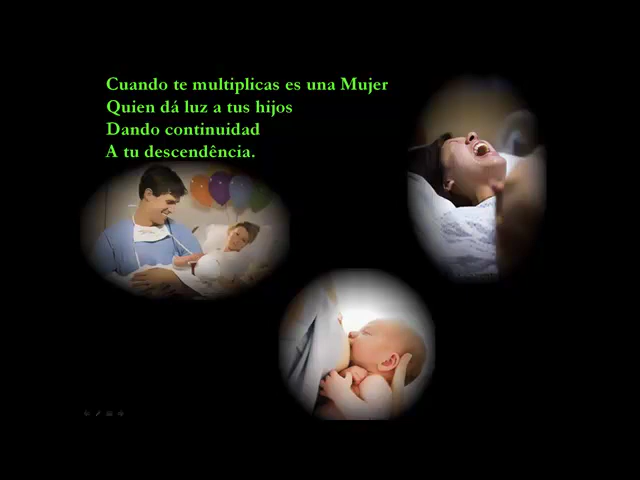 Cuando te multiplicas es una Mujer
Quien dá luz a tus hijos
Dando continuidad
A tu descendência.